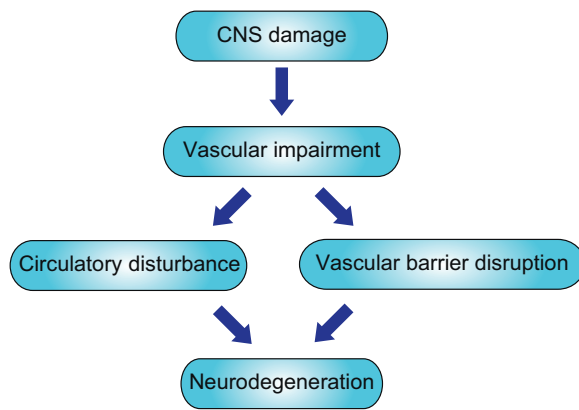 CNS damage
Vascular impairment
Circulatory disturbance
Vascular barrier disruption
Neurodegeneration